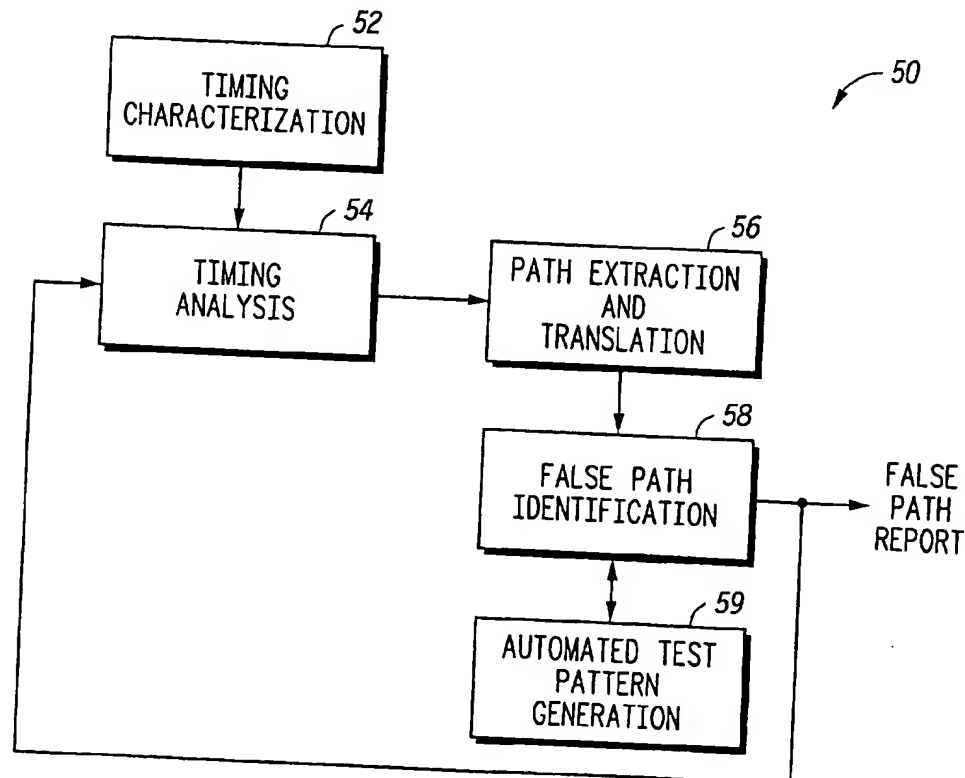 52
TIMING
CHARACTERIZATION
50
54
TIMING
ANALYSIS
56
PATH EXTRACTION
AND
TRANSLATION
58
FALSE PATH
IDENTIFICATION
FALSE
PATH
REPORT
59
AUTOMATED TEST
PATTERN
GENERATION